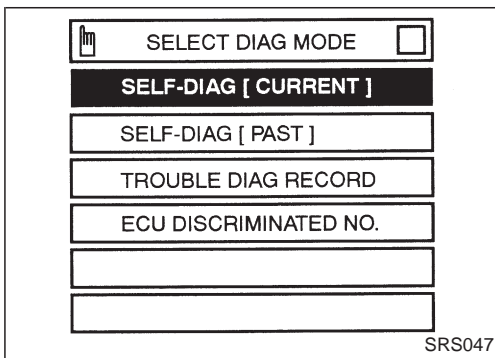 SELECT DIAG MODE
SELF-DIAG [ CURRENT ]
SELF-DIAG [ PAST ]
TROUBLE DIAG RECORD
ECU DISCRIMINATED NO.
SRS047